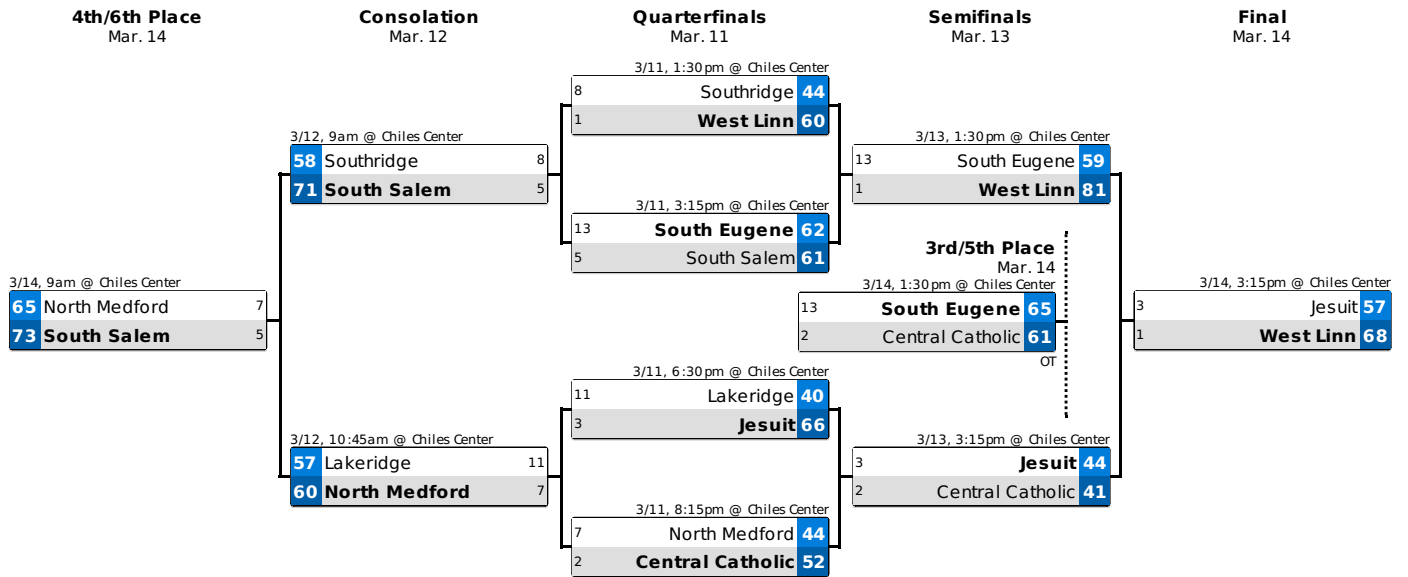 4th/6th Place
Mar. 14
Consolation
Mar. 12
Quarterfinals
Mar. 11
Semifinals
Mar. 13
Final
Mar. 14
3/14, 9am @ Chiles Center
65 North Medford 7
73 South Salem 5
3/12, 9am @ Chiles Center
58 Southridge 8
71 South Salem 5
3/12, 10:45am @ Chiles Center
57 Lakeridge 11
60 North Medford 7
3/11, 1:30pm @ Chiles Center
8 Southridge 44
1 West Linn 60
3/11, 3:15pm @ Chiles Center
13 South Eugene 62
5 South Salem 61
3/11, 6:30pm @ Chiles Center
11 Lakeridge 40
3 Jesuit 66
3/11, 8:15pm @ Chiles Center
7 North Medford 44
2 Central Catholic 52
3/13, 1:30pm @ Chiles Center
13 South Eugene 59
1 West Linn 81
3rd/5th Place
Mar. 14
3/14, 1:30pm @ Chiles Center
13 South Eugene 65
2 Central Catholic 61
OT
3/13, 3:15pm @ Chiles Center
3 Jesuit 44
2 Central Catholic 41
3/14, 3:15pm @ Chiles Center
3 Jesuit 57
1 West Linn 68